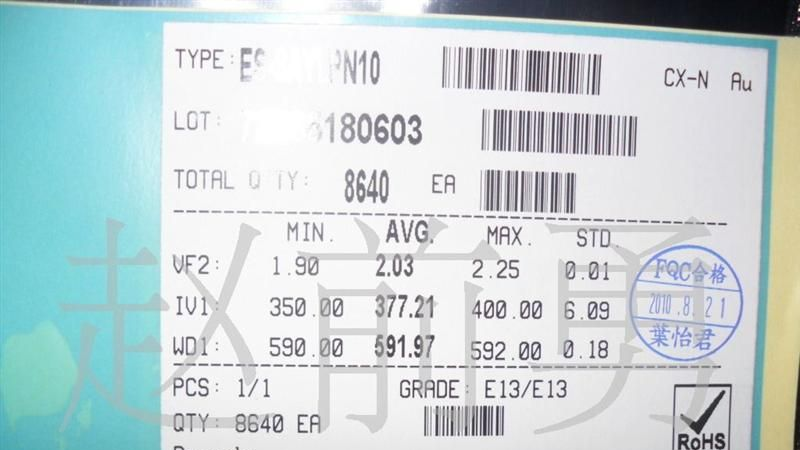 TYPE: PN10
CX-N Au
LOT: 180603
TOTAL Q'TY: 8640 EA
MIN. AVG. MAX. STD.
VF2: 1.90 2.03 2.25 0.01
IV1: 350.00 377.21 400.00 6.09
WD1: 590.00 591.97 592.00 0.18
FQC合格
2010.8.21
葉怡君
PCS: 1/1 GRADE: E13/E13
QTY: 8640 EA
RoHS
赵前勇